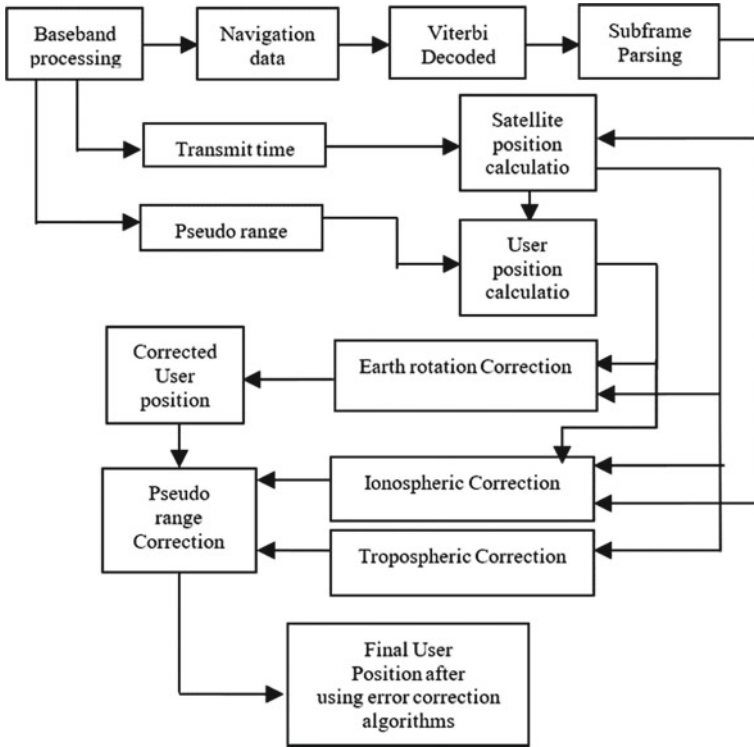 Baseband
processing
Navigation
data
Viterbi
Decoded
Subframe
Parsing
Transmit time
Satellite
position
calculatio
Pseudo range
User
position
calculatio
Corrected
User
position
Earth rotation Correction
Pseudo
range
Correction
Ionospheric Correction
Tropospheric Correction
Final User
Position after
using error correction
algorithms